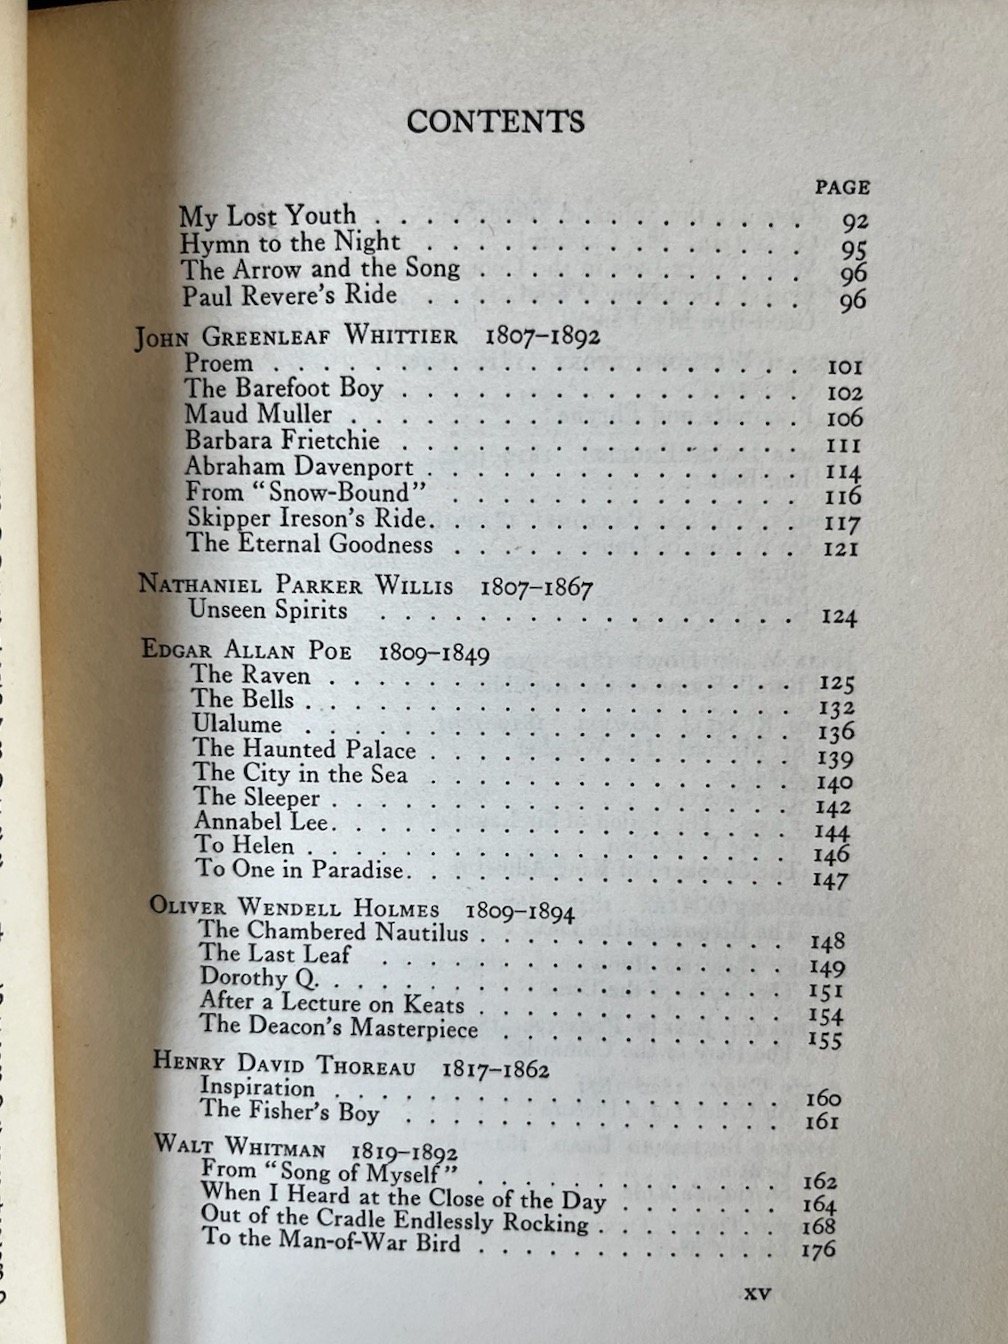 CONTENTS
PAGE
My Lost Youth . . . . . . . . . . . . . . . . . 92
Hymn to the Night . . . . . . . . . . . . . . . 95
The Arrow and the Song . . . . . . . . . . . . . 96
Paul Revere's Ride . . . . . . . . . . . . . . . 96
John Greenleaf Whittier 1807–1892
Proem . . . . . . . . . . . . . . . . . . . . . 101
The Barefoot Boy . . . . . . . . . . . . . . . . 102
Maud Muller . . . . . . . . . . . . . . . . . . 106
Barbara Frietchie . . . . . . . . . . . . . . . . 111
Abraham Davenport . . . . . . . . . . . . . . . 114
From “Snow-Bound” . . . . . . . . . . . . . . 116
Skipper Ireson's Ride. . . . . . . . . . . . . . . 117
The Eternal Goodness . . . . . . . . . . . . . . 121
Nathaniel Parker Willis 1807–1867
Unseen Spirits . . . . . . . . . . . . . . . . . 124
Edgar Allan Poe 1809–1849
The Raven . . . . . . . . . . . . . . . . . . . 125
The Bells . . . . . . . . . . . . . . . . . . . . 132
Ulalume . . . . . . . . . . . . . . . . . . . . 136
The Haunted Palace . . . . . . . . . . . . . . . 139
The City in the Sea . . . . . . . . . . . . . . . 140
The Sleeper . . . . . . . . . . . . . . . . . . . 142
Annabel Lee. . . . . . . . . . . . . . . . . . . 144
To Helen . . . . . . . . . . . . . . . . . . . . 146
To One in Paradise. . . . . . . . . . . . . . . . 147
Oliver Wendell Holmes 1809–1894
The Chambered Nautilus . . . . . . . . . . . . . 148
The Last Leaf . . . . . . . . . . . . . . . . . 149
Dorothy Q. . . . . . . . . . . . . . . . . . . . 151
After a Lecture on Keats . . . . . . . . . . . . . 154
The Deacon's Masterpiece . . . . . . . . . . . . 155
Henry David Thoreau 1817–1862
Inspiration . . . . . . . . . . . . . . . . . . . 160
The Fisher's Boy . . . . . . . . . . . . . . . . 161
Walt Whitman 1819–1892
From “Song of Myself” . . . . . . . . . . . . . 162
When I Heard at the Close of the Day . . . . . . . 164
Out of the Cradle Endlessly Rocking . . . . . . . . 168
To the Man-of-War Bird . . . . . . . . . . . . . 176
xv